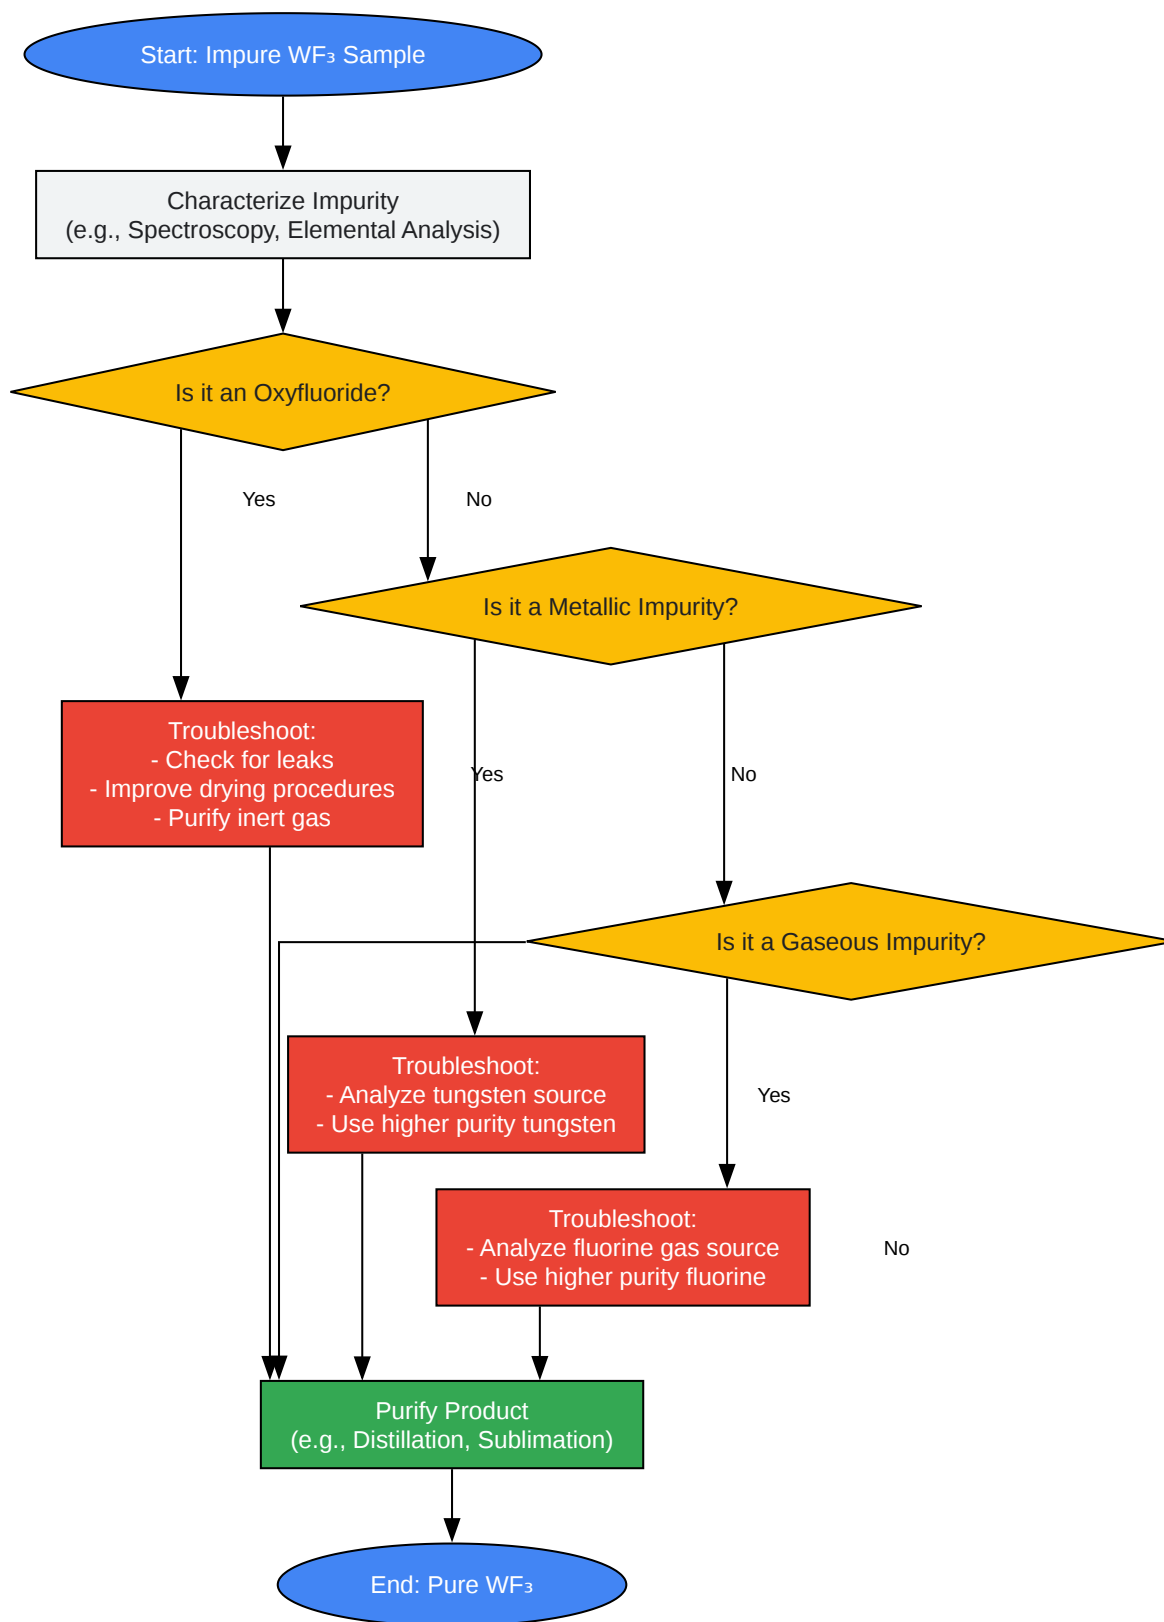 Start: Impure WF₃ Sample
Characterize Impurity
(e.g., Spectroscopy, Elemental Analysis)
Is it an Oxyfluoride?
Yes
No
Is it a Metallic Impurity?
Troubleshoot:
- Check for leaks
- Improve drying procedures
- Purify inert gas
Yes
No
Is it a Gaseous Impurity?
Troubleshoot:
- Analyze tungsten source
- Use higher purity tungsten
Yes
Troubleshoot:
- Analyze fluorine gas source
- Use higher purity fluorine
No
Purify Product
(e.g., Distillation, Sublimation)
End: Pure WF₃